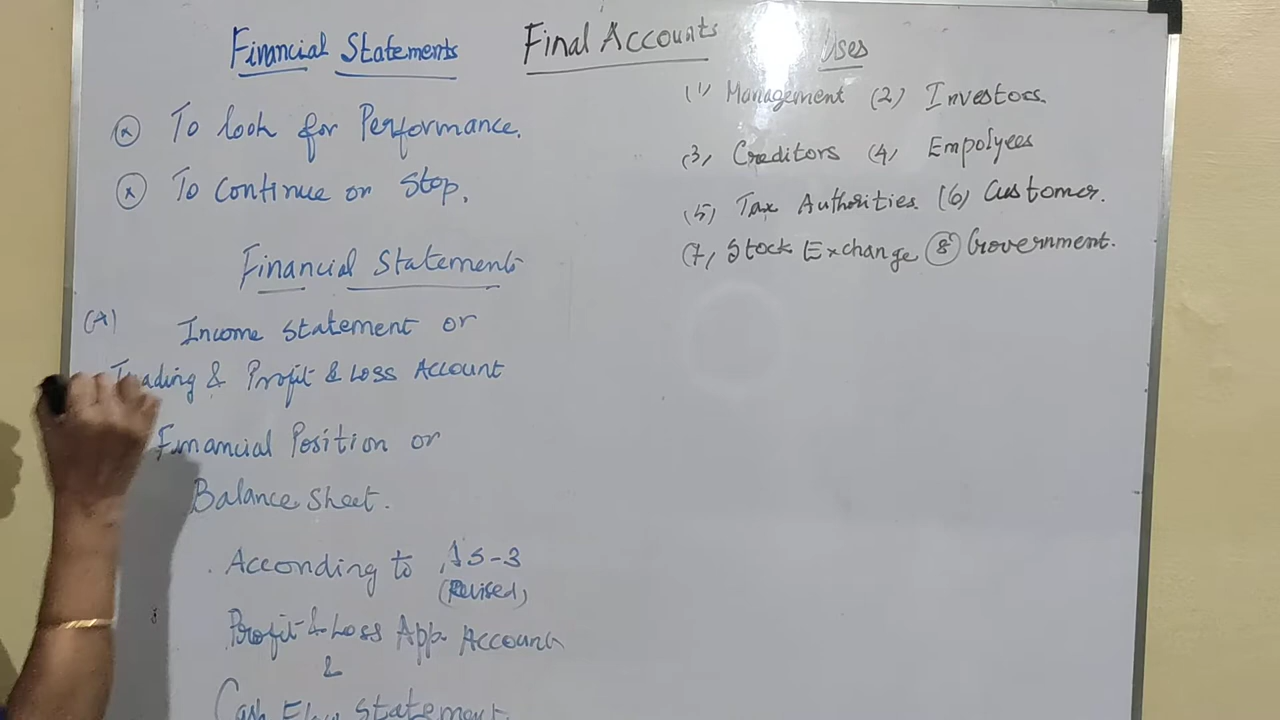 Final Accounts
Financial Statements
(*) To look for Performance.
(*) To continue or Stop.
Financial Statements
(A) Income Statement or
Trading & Profit & Loss Account
Financial Position or
Balance Sheet.
According to AS-3
(Revised)
Profit & Loss App. Account
&
Cash Flow Statement
Uses
(1) Management (2) Investors.
(3) Creditors (4) Empolyees
(5) Tax Authorities. (6) Customer.
(7) Stock Exchange (8) Government.